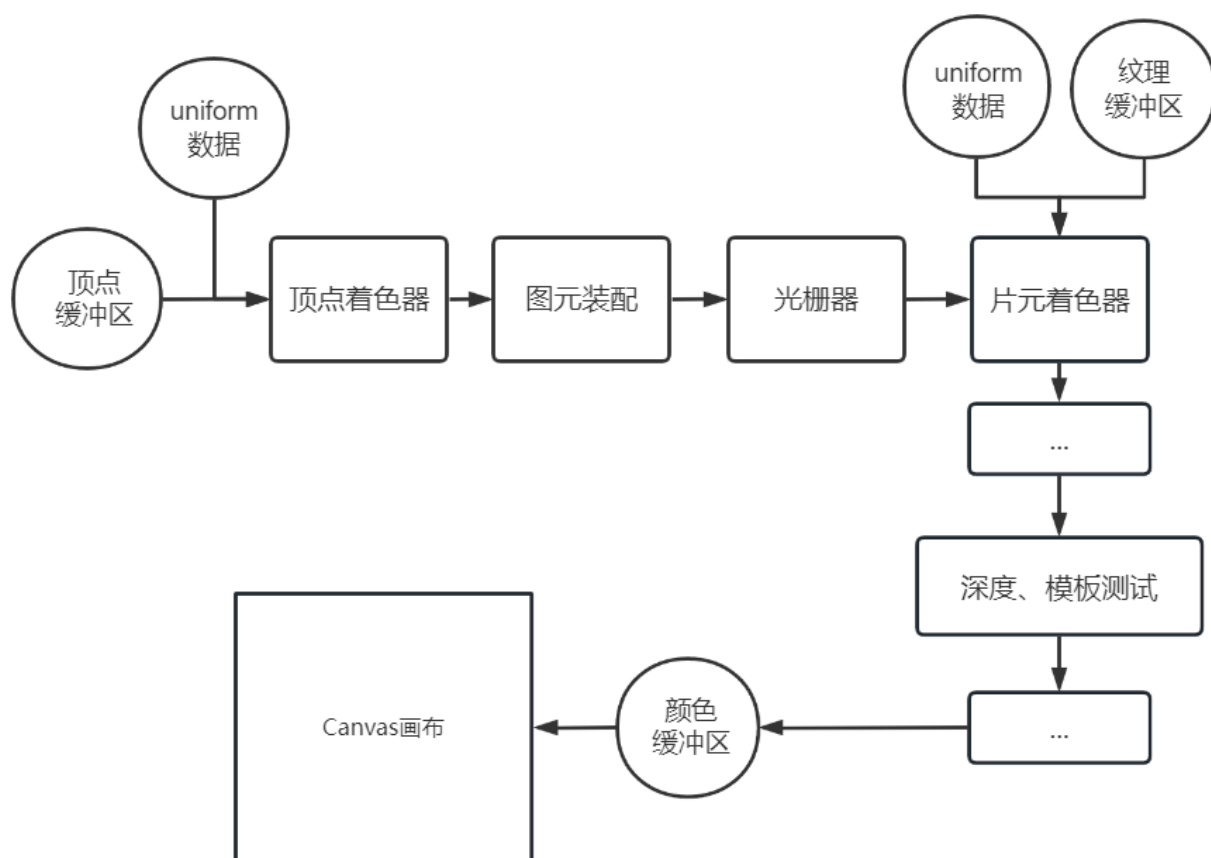 uniform
数据
uniform
数据
纹理
缓冲区
顶点
缓冲区
顶点着色器
图元装配
光栅器
片元着色器
...
深度、模板测试
...
颜色
缓冲区
Canvas画布